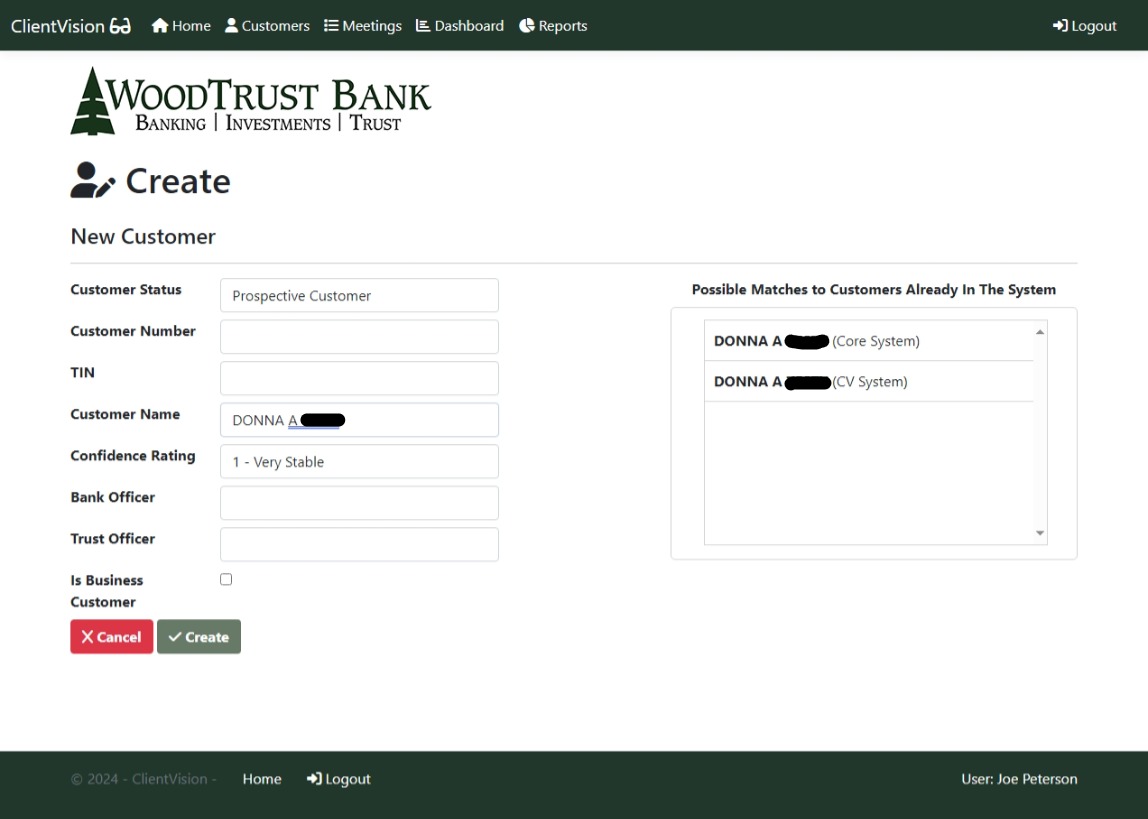 ClientVision Home Customers Meetings Dashboard Reports Logout
WOODTRUST BANK
BANKING | INVESTMENTS | TRUST
Create
New Customer
Customer Status Prospective Customer
Customer Number
TIN
Customer Name DONNA A
Confidence Rating 1 - Very Stable
Bank Officer
Trust Officer
Is Business
Customer
X Cancel Create
Possible Matches to Customers Already In The System
DONNA A (Core System)
DONNA A (CV System)
© 2024 - ClientVision - Home Logout User: Joe Peterson